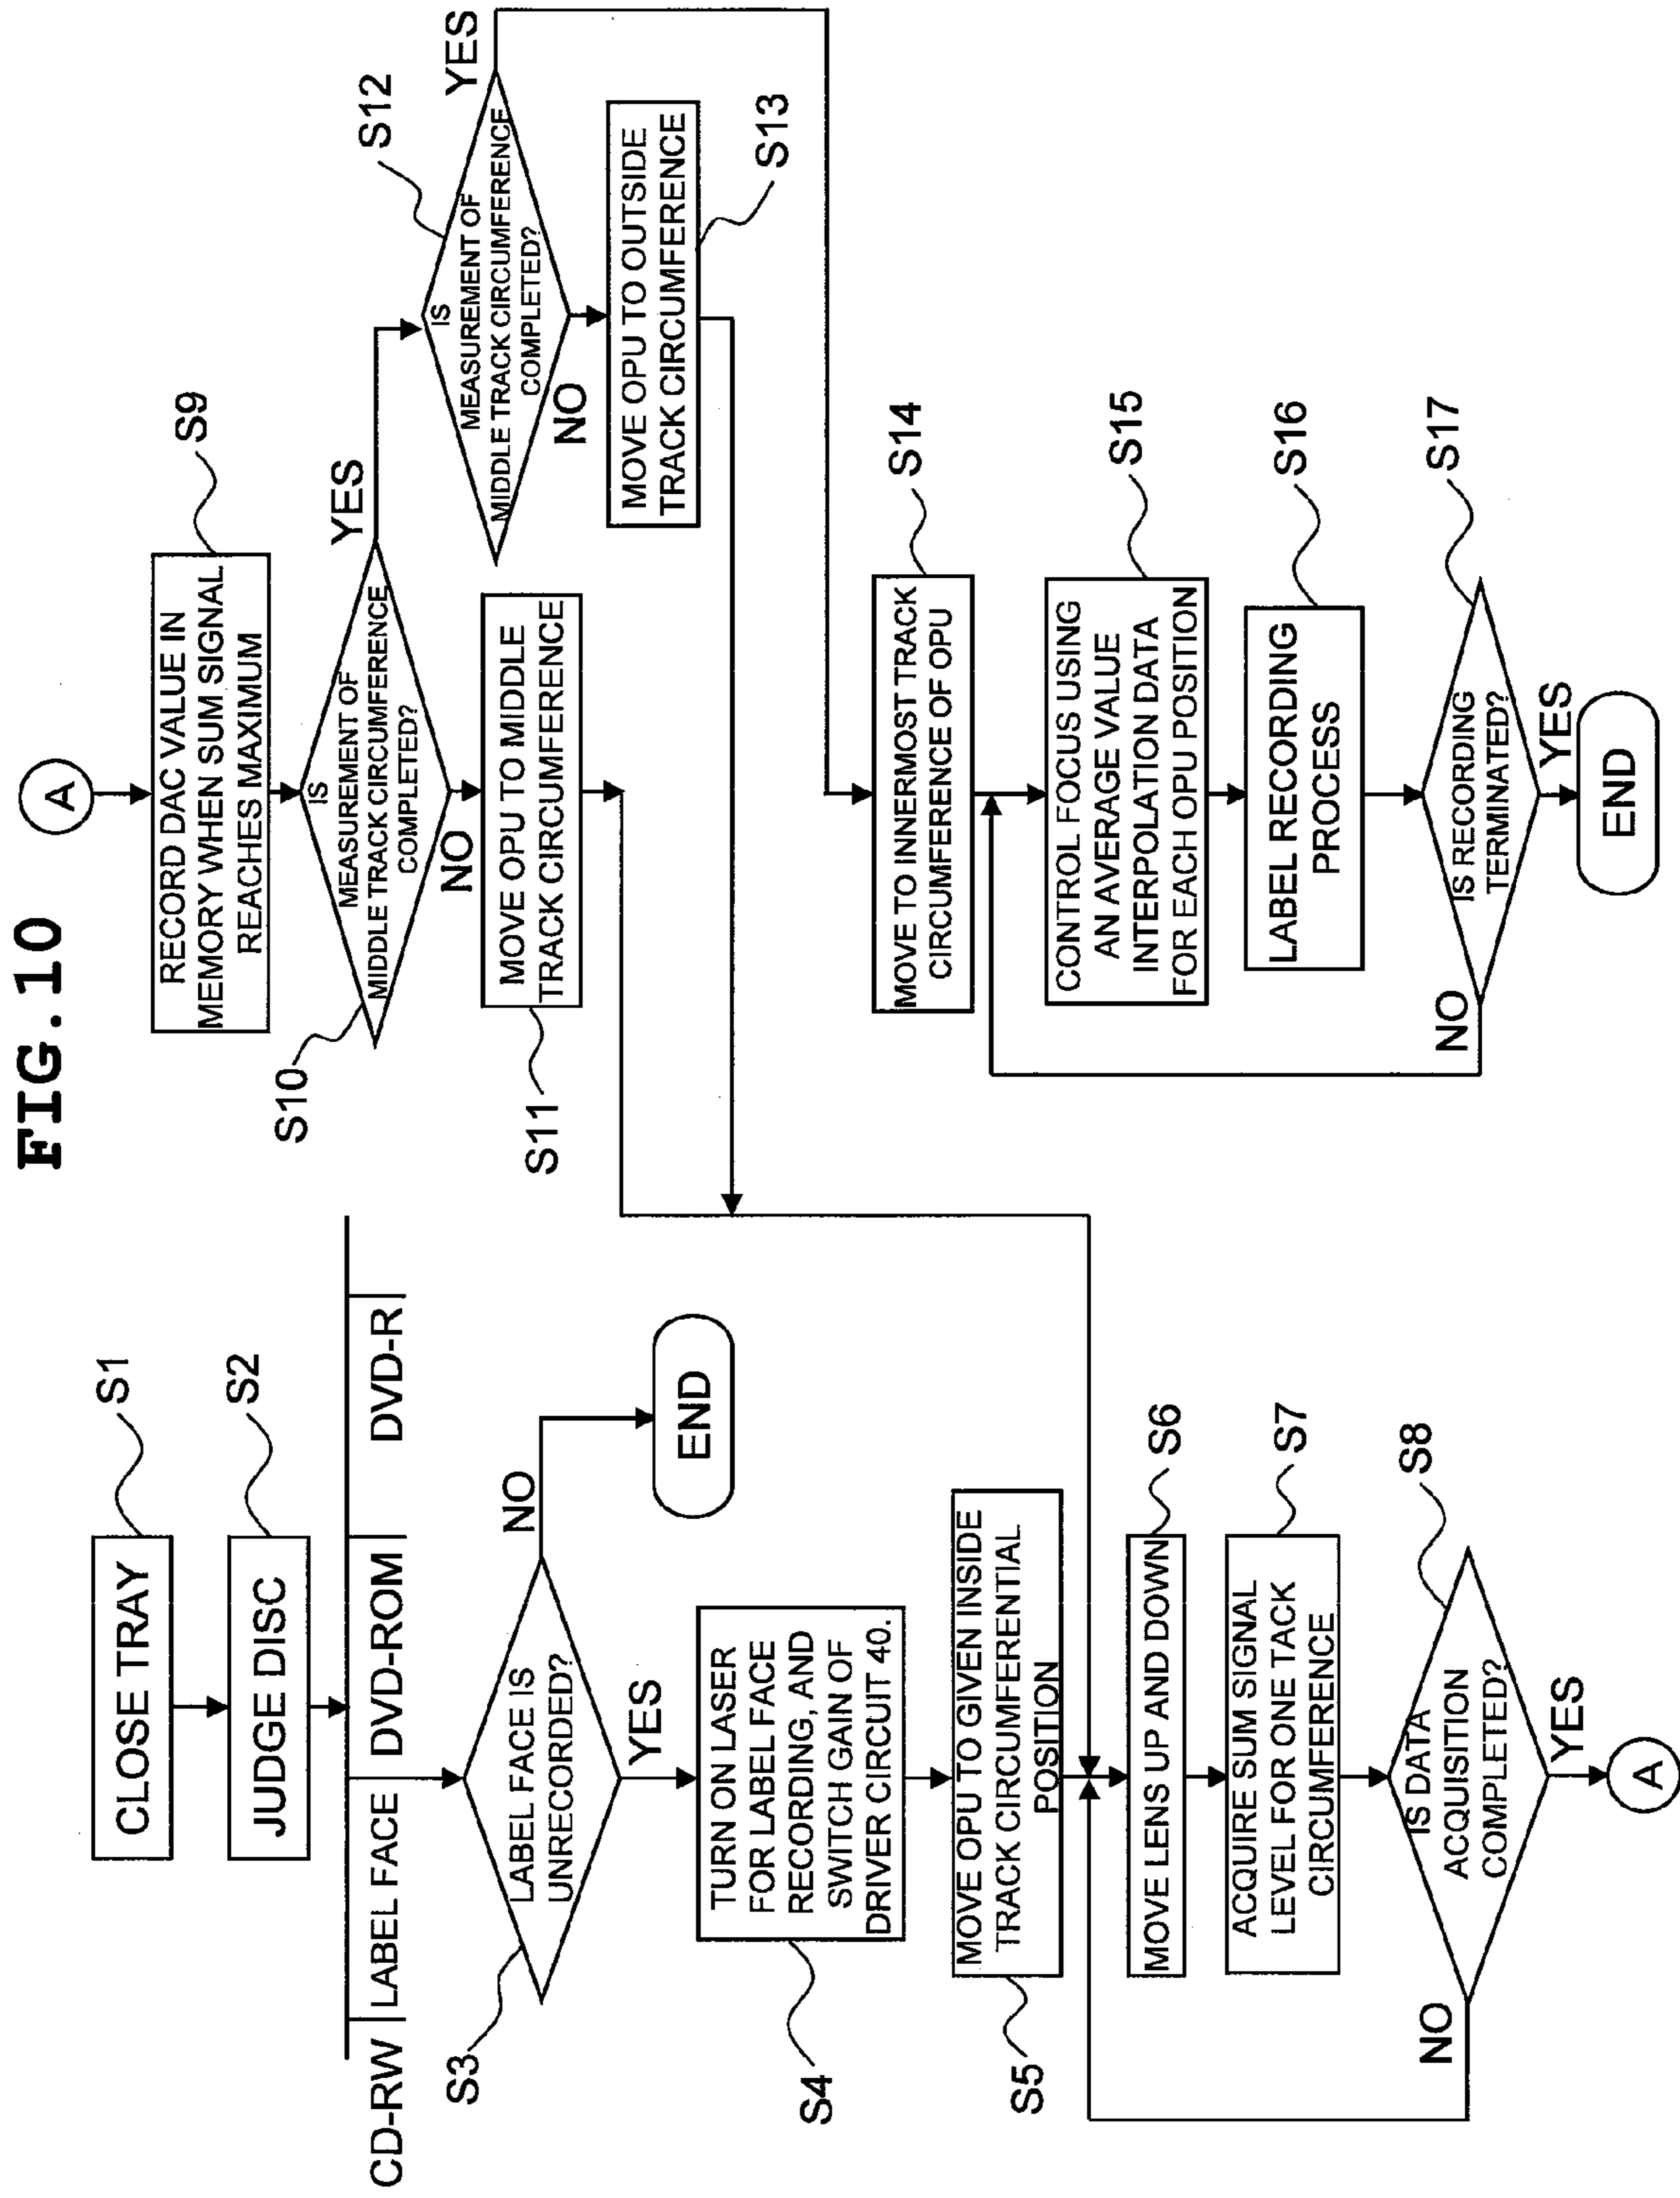 FIG.10
CLOSE TRAY
S1
JUDGE DISC
S2
CD-RW
LABEL FACE
DVD-ROM
DVD-R
S3
LABEL FACE IS
UNRECORDED?
NO
END
YES
TURN ON LASER
FOR LABEL FACE
RECORDING, AND
SWITCH GAIN OF
DRIVER CIRCUIT 40.
S4
MOVE OPU TO GIVEN INSIDE
TRACK CIRCUMFERENTIAL
POSITION
S5
MOVE LENS UP AND DOWN
S6
ACQUIRE SUM SIGNAL
LEVEL FOR ONE TACK
CIRCUMFERENCE
S7
IS DATA
ACQUISITION
COMPLETED?
S8
NO
YES
A
A
RECORD DAC VALUE IN
MEMORY WHEN SUM SIGNAL
REACHES MAXIMUM
S9
S10
IS
MEASUREMENT OF
MIDDLE TRACK CIRCUMFERENCE
COMPLETED?
YES
NO
MOVE OPU TO MIDDLE
TRACK CIRCUMFERENCE
S11
S12
IS
MEASUREMENT OF
MIDDLE TRACK CIRCUMFERENCE
COMPLETED?
YES
NO
MOVE OPU TO OUTSIDE
TRACK CIRCUMFERENCE
S13
MOVE TO INNERMOST TRACK
CIRCUMFERENCE OF OPU
S14
CONTROL FOCUS USING
AN AVERAGE VALUE
INTERPOLATION DATA
FOR EACH OPU POSITION
S15
LABEL RECORDING
PROCESS
S16
IS RECORDING
TERMINATED?
S17
NO
YES
END